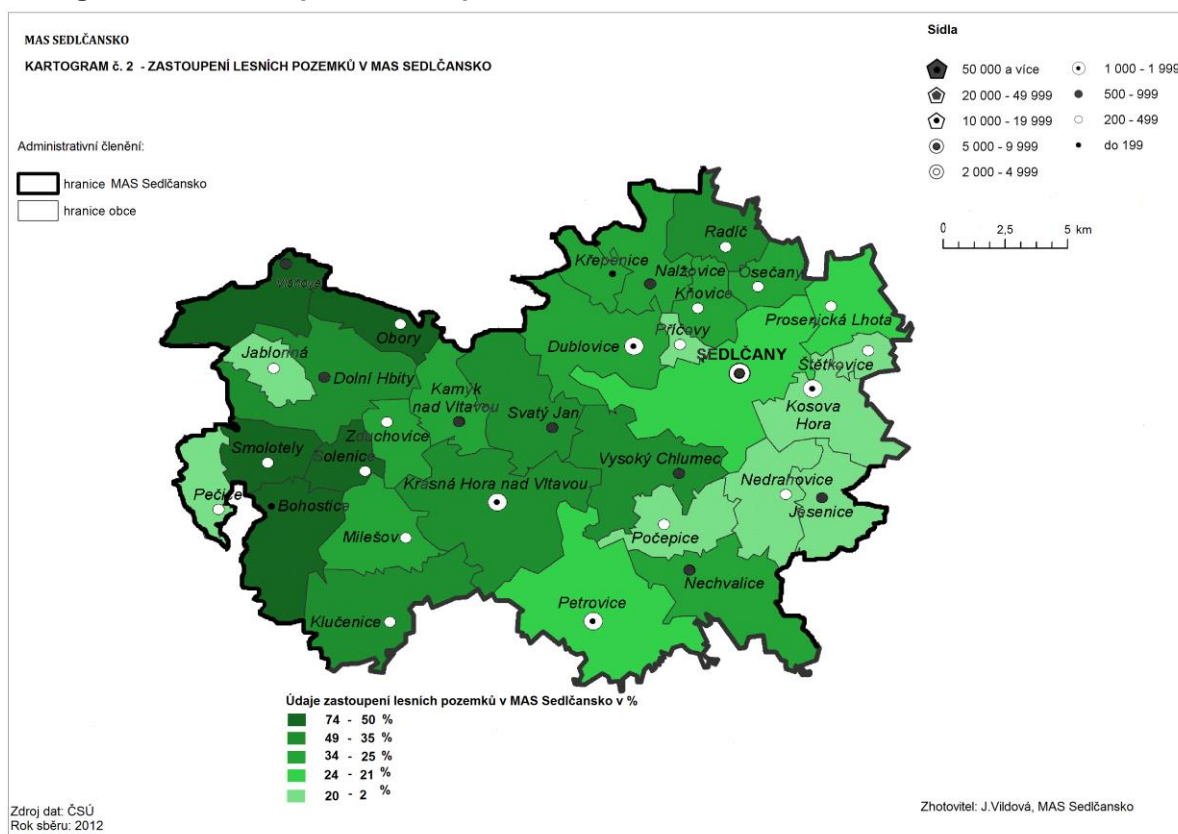 MAS SEDLČANSKO
KARTOGRAM č. 2 - ZASTOUPENÍ LESNÍCH POZEMKŮ V MAS SEDLČANSKO
Sídla
50 000 a více
20 000 - 49 999
10 000 - 19 999
5 000 - 9 999
2 000 - 4 999
1 000 - 1 999
500 - 999
200 - 499
do 199
Administrativní členění:
hranice MAS Sedlčansko
hranice obce
0 2,5 5 km
Radíč
Křepenice
Nalžovice
Osečany
Kňovice
Prosenická Lhota
Obory
Příčovy
Dublovice
SEDLČANY
Jablonná
Štětkovice
Dolní Hbity
Kamýk
nad Vltavou
Kosova
Hora
Svatý Jan
Zduchovice
Smolotely
Solenice
Vysoký Chlumec
Krásná Hora nad Vltavou
Nedrahovice
Pečice
Bohostice
Jesenice
Milešov
Počepice
Nechvalice
Petrovice
Klučenice
Údaje zastoupení lesních pozemků v MAS Sedlčansko v %
74 - 50 %
49 - 35 %
34 - 25 %
24 - 21 %
20 - 2 %
Zdroj dat: ČSÚ
Rok sběru: 2012
Zhotovitel: J.Vildová, MAS Sedlčansko